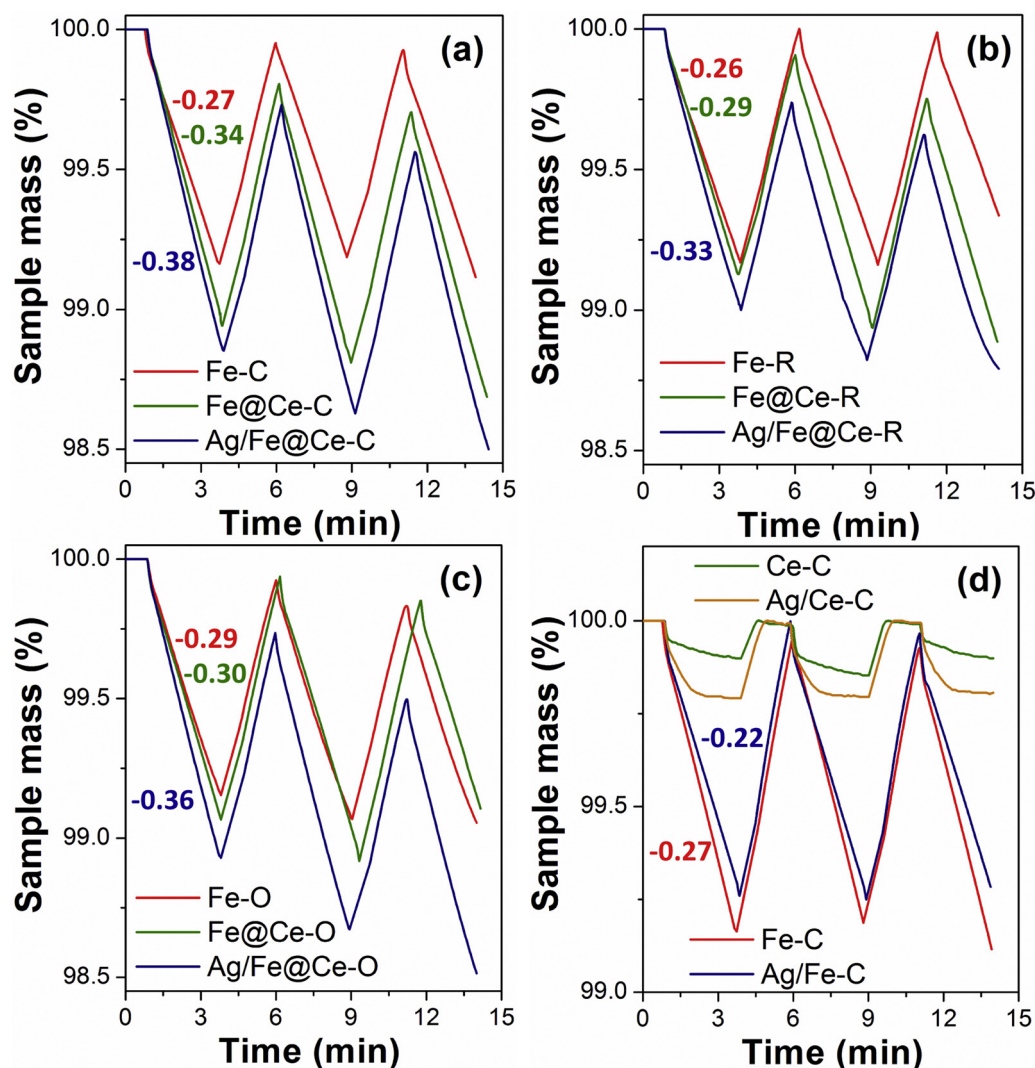 (a)
Sample mass (%)
100.0
99.5
99.0
98.5
-0.27
-0.34
-0.38
Fe-C
Fe@Ce-C
Ag/Fe@Ce-C
0 3 6 9 12 15
Time (min)
(b)
Sample mass (%)
100.0
99.5
99.0
98.5
-0.26
-0.29
-0.33
Fe-R
Fe@Ce-R
Ag/Fe@Ce-R
0 3 6 9 12 15
Time (min)
(c)
Sample mass (%)
100.0
99.5
99.0
98.5
-0.29
-0.30
-0.36
Fe-O
Fe@Ce-O
Ag/Fe@Ce-O
0 3 6 9 12 15
Time (min)
(d)
Sample mass (%)
100.0
99.5
99.0
Ce-C
Ag/Ce-C
-0.22
-0.27
Fe-C
Ag/Fe-C
0 3 6 9 12 15
Time (min)